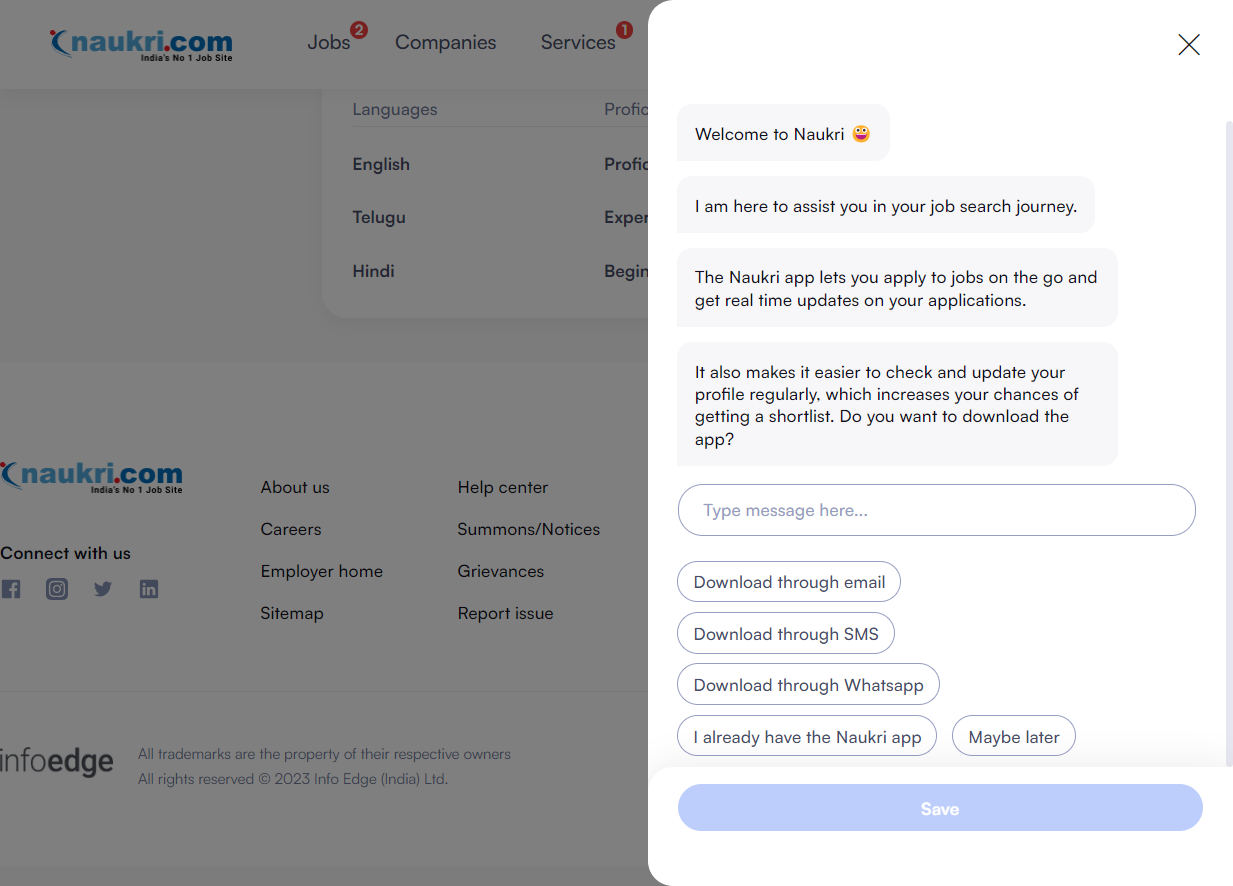 naukri.com
India's No 1 Job Site
Jobs 2
Companies
Services 1
Languages
English
Telugu
Hindi
Welcome to Naukri
I am here to assist you in your job search journey.
The Naukri app lets you apply to jobs on the go and
get real time updates on your applications.
It also makes it easier to check and update your
profile regularly, which increases your chances of
getting a shortlist. Do you want to download the
app?
Type message here...
Download through email
Download through SMS
Download through Whatsapp
I already have the Naukri app
Maybe later
Save
naukri.com
India's No 1 Job Site
Connect with us
About us
Careers
Employer home
Sitemap
Help center
Summons/Notices
Grievances
Report issue
infoedge
All trademarks are the property of their respective owners
All rights reserved © 2023 Info Edge (India) Ltd.